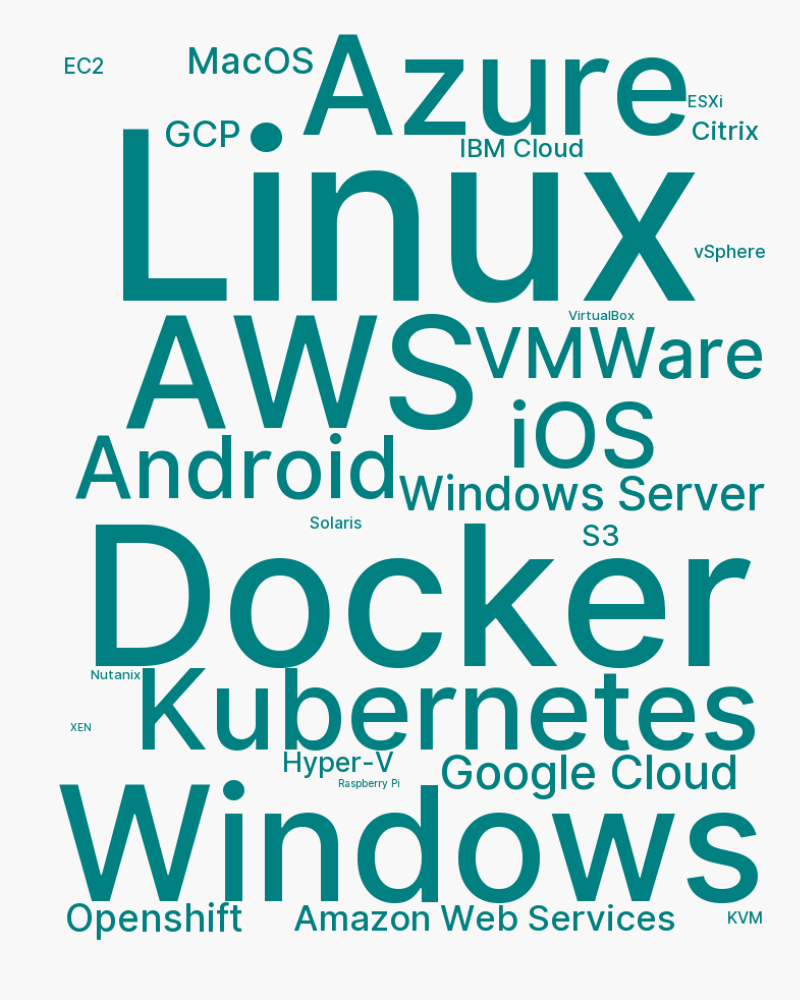 EC2
MacOS
Azure
ESXi
GCP
Citrix
IBM Cloud
Linux
vSphere
VirtualBox
AWS
VMWare
iOS
Android
Windows Server
Solaris
S3
Docker
Nutanix
Kubernetes
XEN
Hyper-V
Google Cloud
Raspberry Pi
Windows
Openshift
Amazon Web Services
KVM